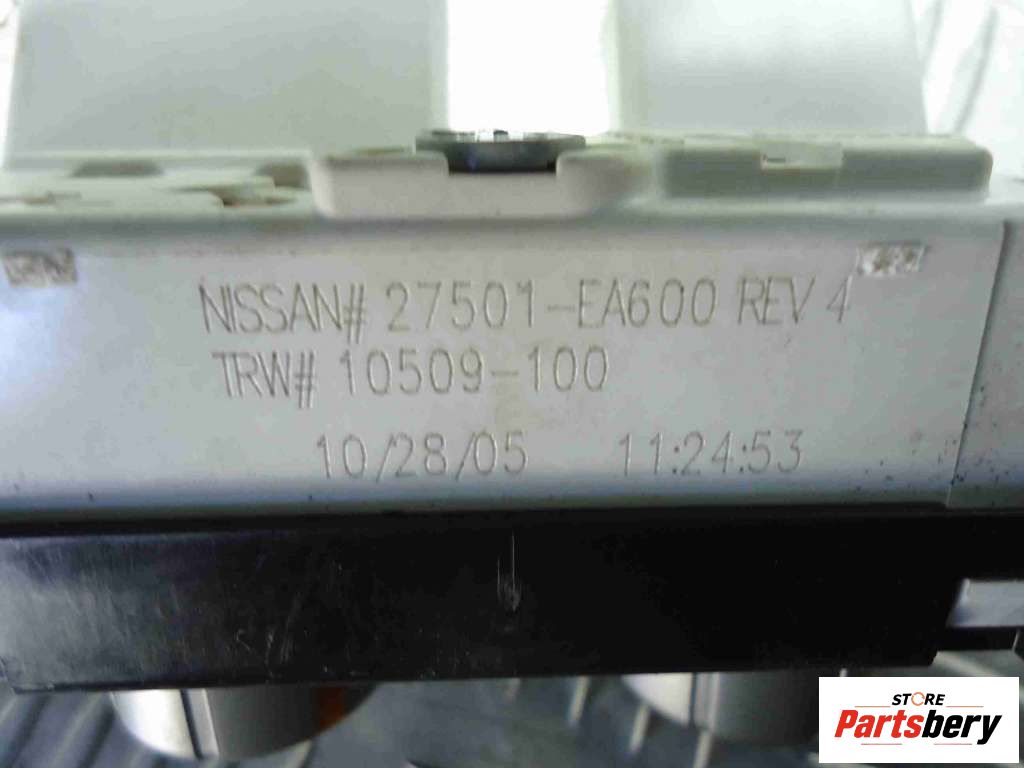 NISSAN# 27501-EA600 REV 4
TRW# 10509-100
10/28/05 11:24:53
STORE
Partsbery